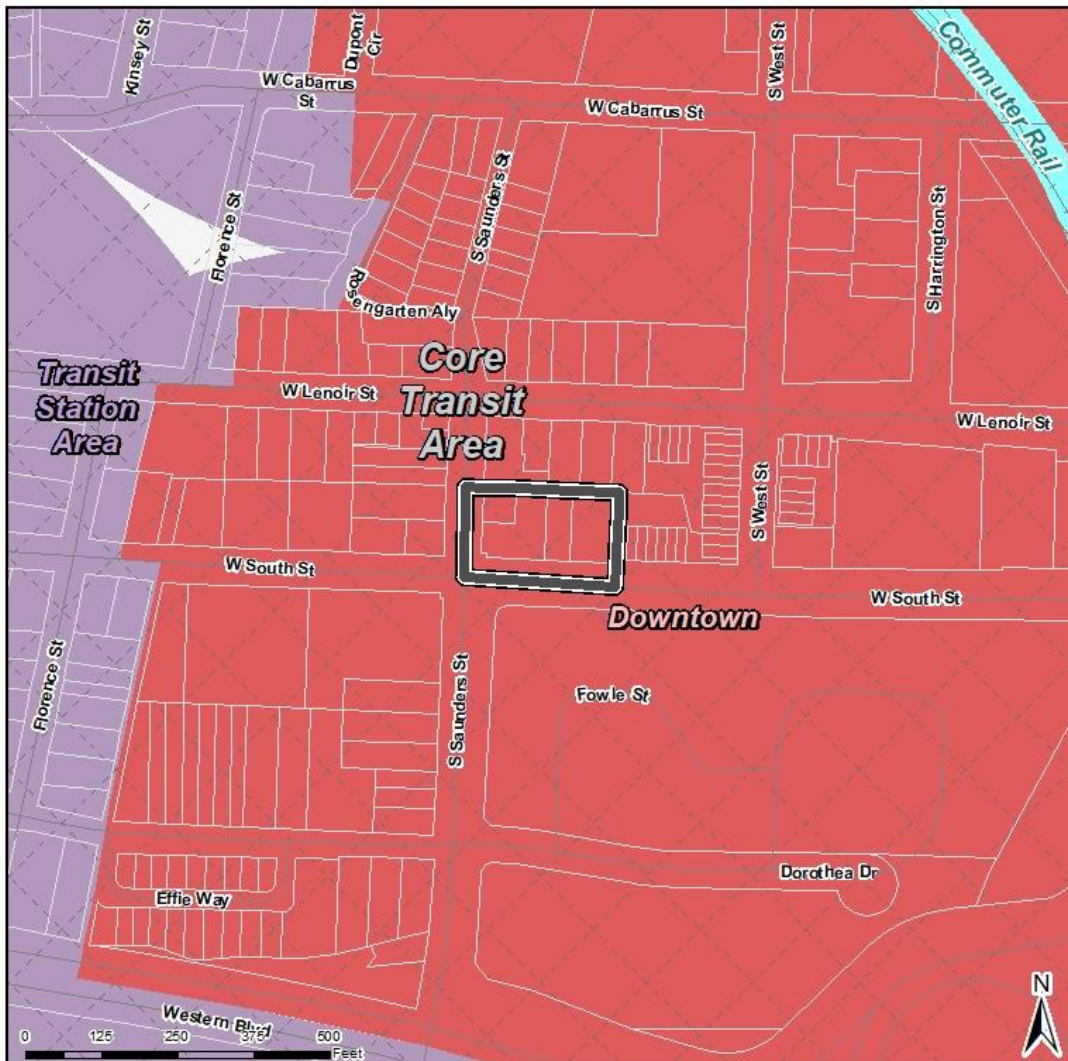 Kinsey St
Dupont
Cir
S West St
Commuter Rail
W Cabarrus
St
W Cabarrus St
S Saunders St
Florence St
S Harrington St
Rosengarten Aly
Core
Transit
Area
Transit
Station
Area
W Lenoir St
W Lenoir St
S West St
W South St
W South St
Downtown
Florence St
S Saunders St
Fowle St
Dorothea Dr
Effie Way
Western Blvd
N
0 125 250 375 500
Feet